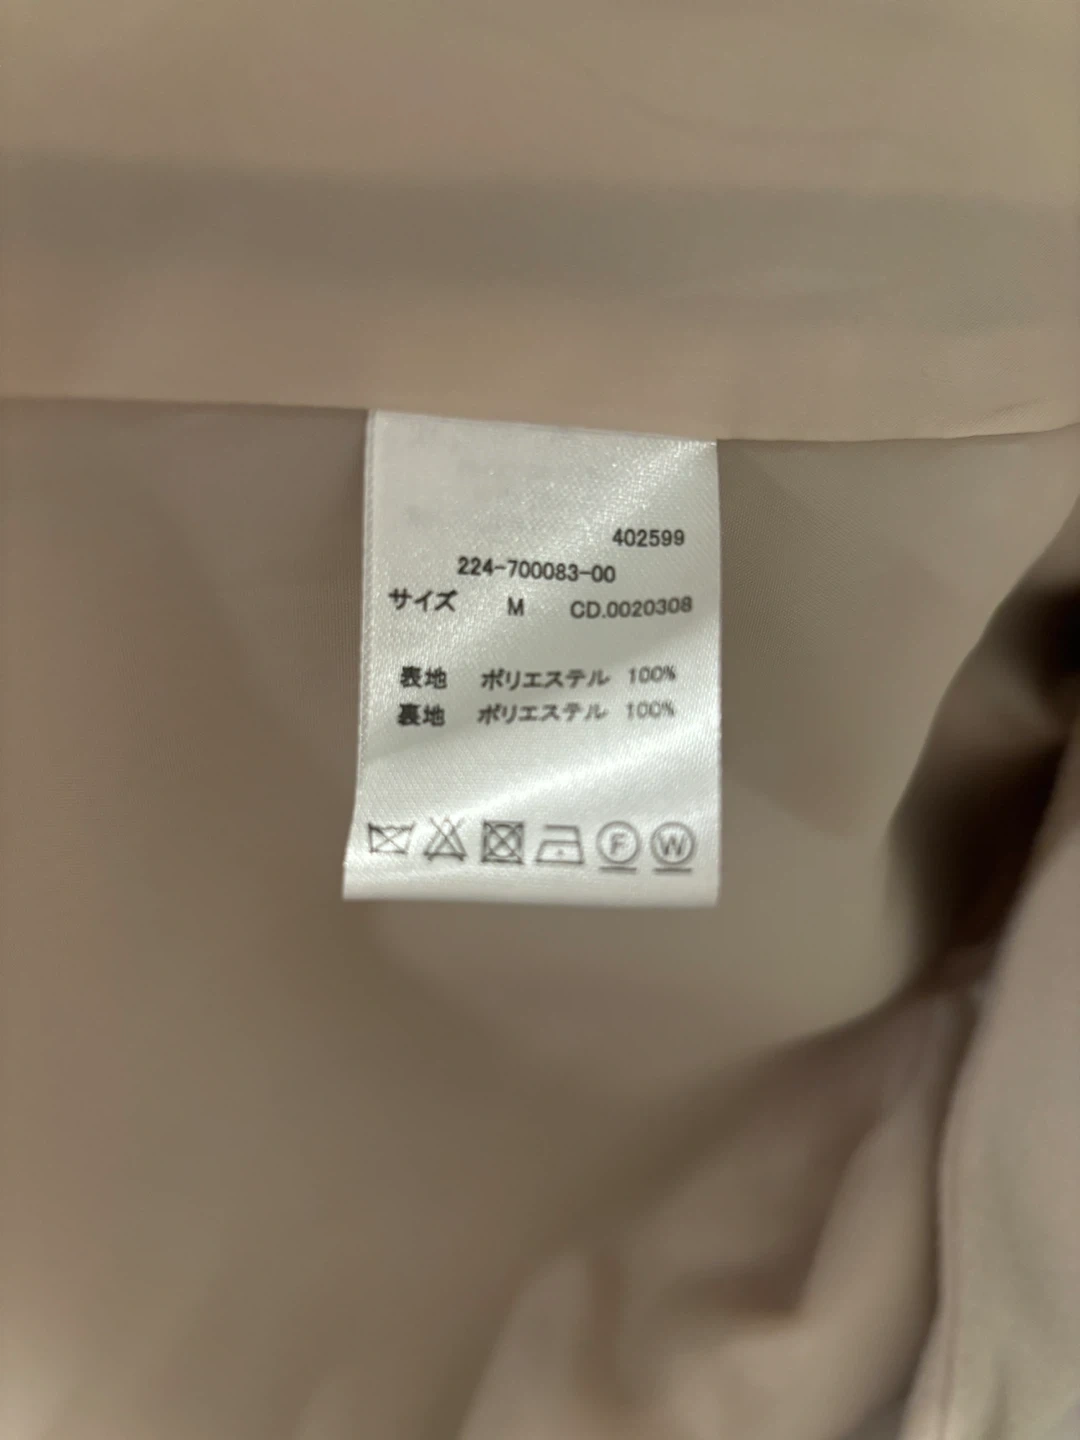 402599
224-700083-00
サイズ M CD.0020308
表地 ポリエステル 100%
裏地 ポリエステル 100%
F W